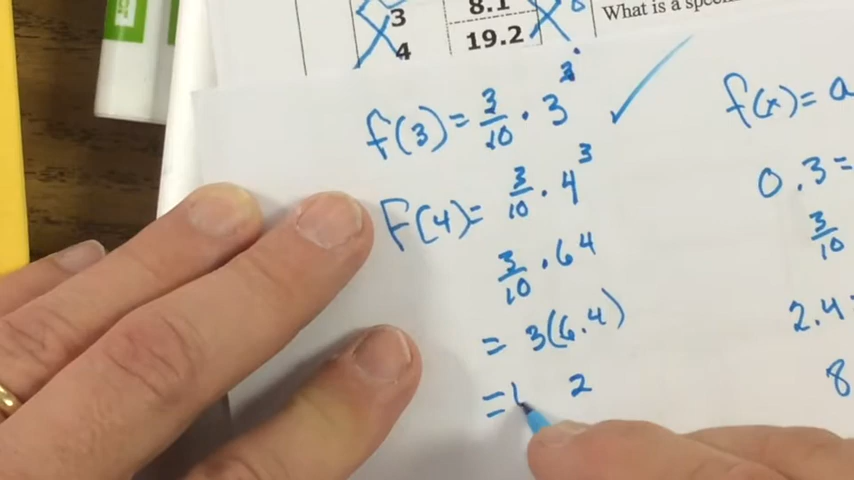 3 8.1
4 19.2
What is a
f(3) = 3/10 · 3^3
F(4) = 3/10 · 4^3
3/10 · 64
= 3(6.4)
= 1 2
f(x) = a
0.3 =
3/10
2.4
8